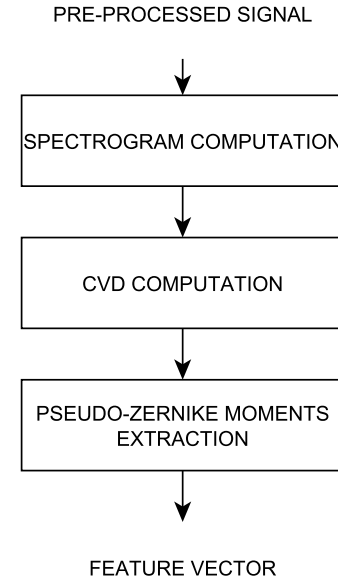 PRE-PROCESSED SIGNAL
SPECTROGRAM COMPUTATION
CVD COMPUTATION
PSEUDO-ZERNIKE MOMENTS
EXTRACTION
FEATURE VECTOR